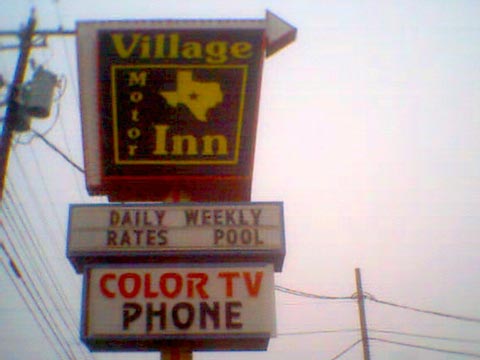 Village
Motor
Inn
DAILY WEEKLY
RATES POOL
COLOR TV
PHONE